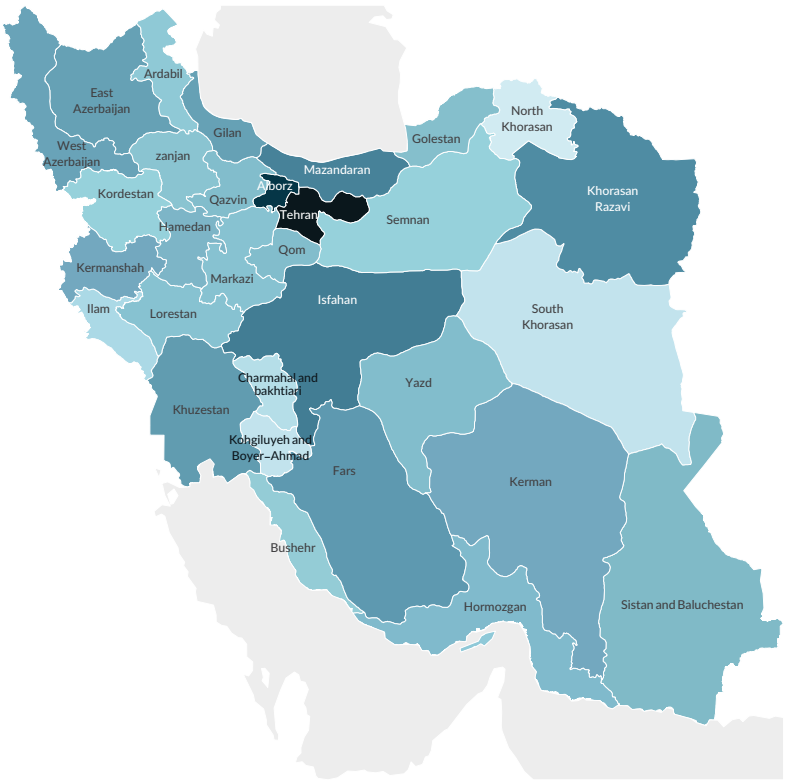 Ardabil
East
Azerbaijan
North
Khorasan
Gilan
Golestan
West
Azerbaijan
zanjan
Mazandaran
Alborz
Khorasan
Razavi
Kordestan
Qazvin
Tehran
Semnan
Hamedan
Qom
Kermanshah
Markazi
Isfahan
Ilam
Lorestan
South
Khorasan
Charmahal and
bakhtiari
Yazd
Khuzestan
Kohgiluyeh and
Boyer-Ahmad
Fars
Kerman
Bushehr
Hormozgan
Sistan and Baluchestan